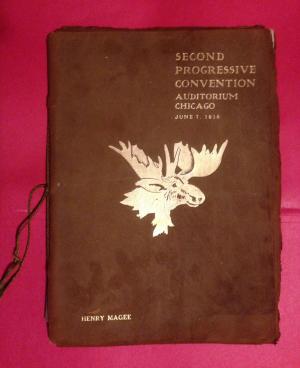 SECOND
PROGRESSIVE
CONVENTION
AUDITORIUM
CHICAGO
JUNE 7, 1916
HENRY MAGEE